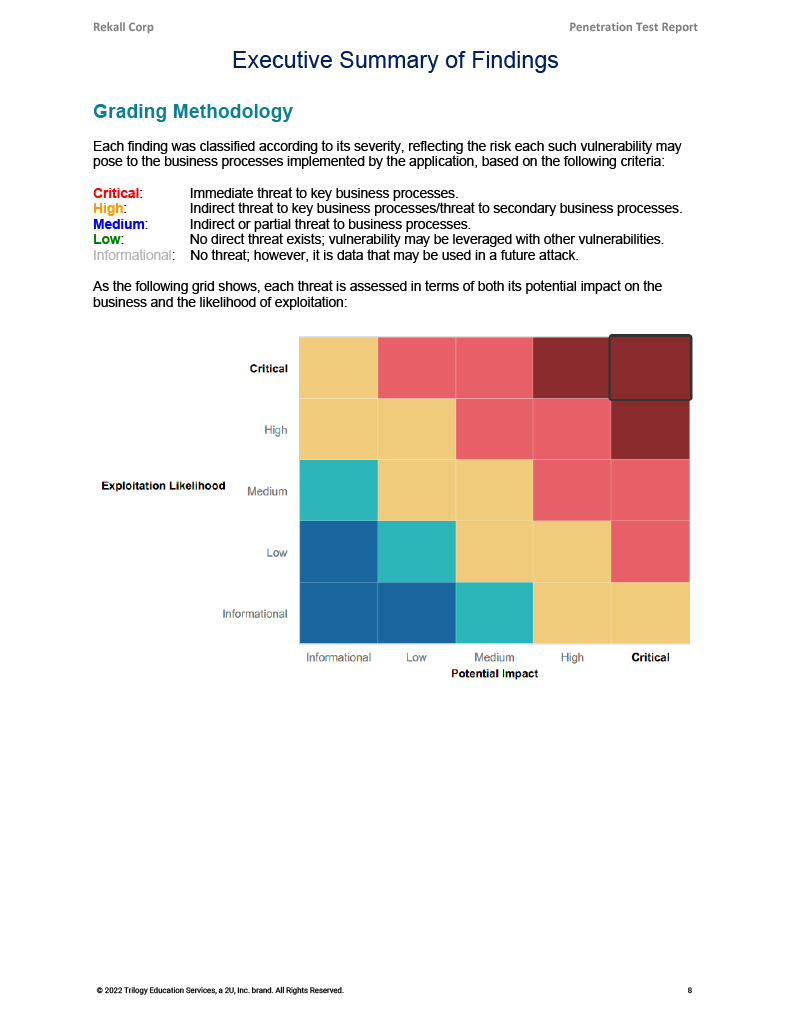 Rekall Corp Penetration Test Report
Executive Summary of Findings
Grading Methodology
Each finding was classified according to its severity, reflecting the risk each such vulnerability may
pose to the business processes implemented by the application, based on the following criteria:
Critical: Immediate threat to key business processes.
High: Indirect threat to key business processes/threat to secondary business processes.
Medium: Indirect or partial threat to business processes.
Low: No direct threat exists; vulnerability may be leveraged with other vulnerabilities.
Informational: No threat; however, it is data that may be used in a future attack.
As the following grid shows, each threat is assessed in terms of both its potential impact on the
business and the likelihood of exploitation:
Critical
High
Exploitation Likelihood Medium
Low
Informational
Informational Low Medium High Critical
Potential Impact
© 2022 Trilogy Education Services, a 2U, Inc. brand. All Rights Reserved. 8